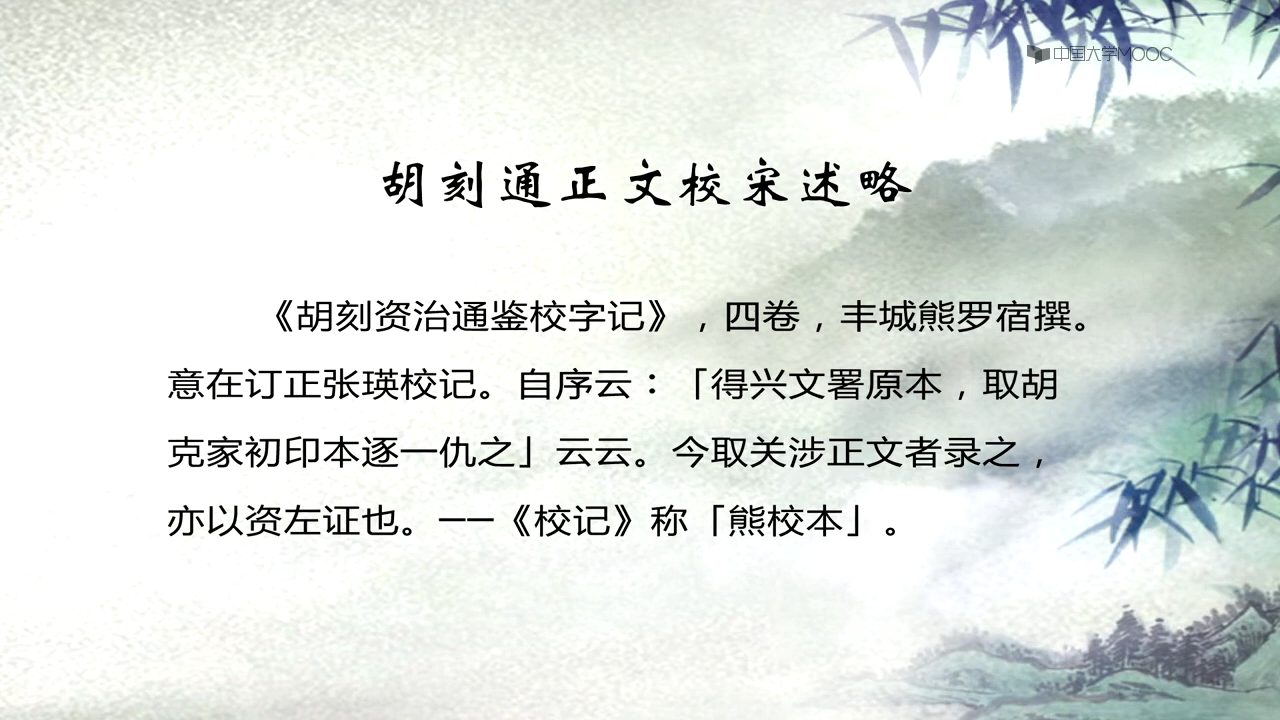 中国大学MOOC
胡刻通正文校宋述略
《胡刻资治通鉴校字记》，四卷，丰城熊罗宿撰。
意在订正张瑛校记。自序云：「得兴文署原本，取胡
克家初印本逐一仇之」云云。今取关涉正文者录之，
亦以资左证也。——《校记》称「熊校本」。